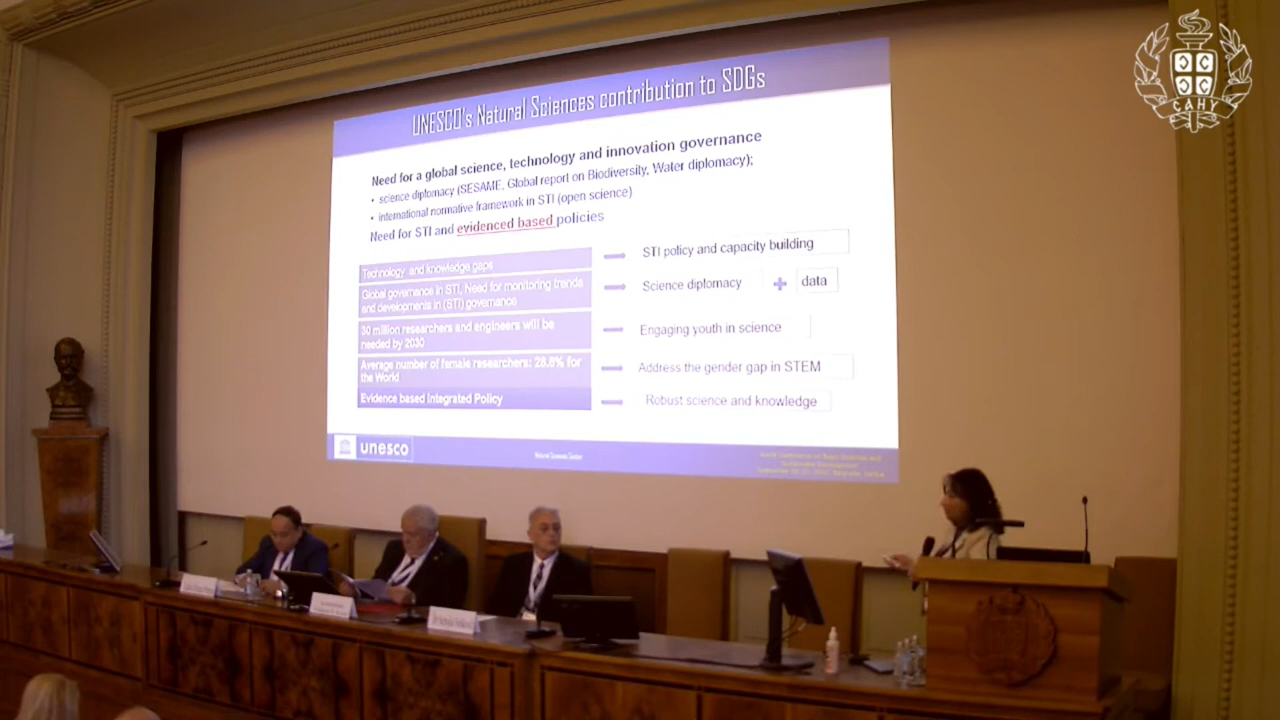 UNESCO's Natural Sciences contribution to SDGs
Need for a global science, technology and innovation governance
• science diplomacy (SESAME, Global report on Biodiversity, Water diplomacy);
• international normative framework in STI (open science)
Need for STI and evidenced based policies
Technology and knowledge gaps
STI policy and capacity building
Global governance in STI, Need for monitoring trends
and developments in (STI) governance
Science diplomacy + data
30 million researchers and engineers will be
needed by 2030
Engaging youth in science
Average number of female researchers: 28.8% for
the World
Address the gender gap in STEM
Evidence based Integrated Policy
Robust science and knowledge
unesco
Natural Sciences Sector
САНУ